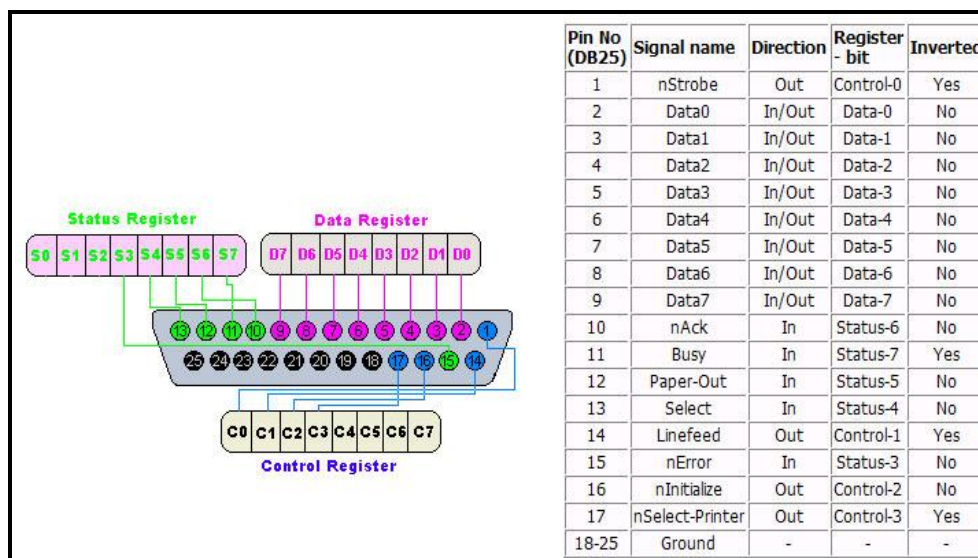 Status Register
S0 S1 S2 S3 S4 S5 S6 S7
Data Register
D7 D6 D5 D4 D3 D2 D1 D0
13 12 11 10 9 8 7 6 5 4 3 2 1
25 24 23 22 21 20 19 18 17 16 15 14
C0 C1 C2 C3 C4 C5 C6 C7
Control Register
Pin No (DB25) Signal name Direction Register - bit Inverted
1 nStrobe Out Control-0 Yes
2 Data0 In/Out Data-0 No
3 Data1 In/Out Data-1 No
4 Data2 In/Out Data-2 No
5 Data3 In/Out Data-3 No
6 Data4 In/Out Data-4 No
7 Data5 In/Out Data-5 No
8 Data6 In/Out Data-6 No
9 Data7 In/Out Data-7 No
10 nAck In Status-6 No
11 Busy In Status-7 Yes
12 Paper-Out In Status-5 No
13 Select In Status-4 No
14 Linefeed Out Control-1 Yes
15 nError In Status-3 No
16 nInitialize Out Control-2 No
17 nSelect-Printer Out Control-3 Yes
18-25 Ground - - -